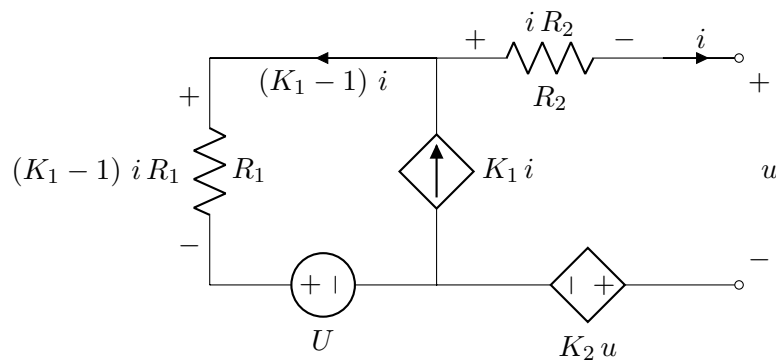 + i R₂ −
i
(K₁ − 1) i
R₂
+
+
(K₁ − 1) i R₁
R₁
K₁ i
u
−
−
+ −
− +
U
K₂ u